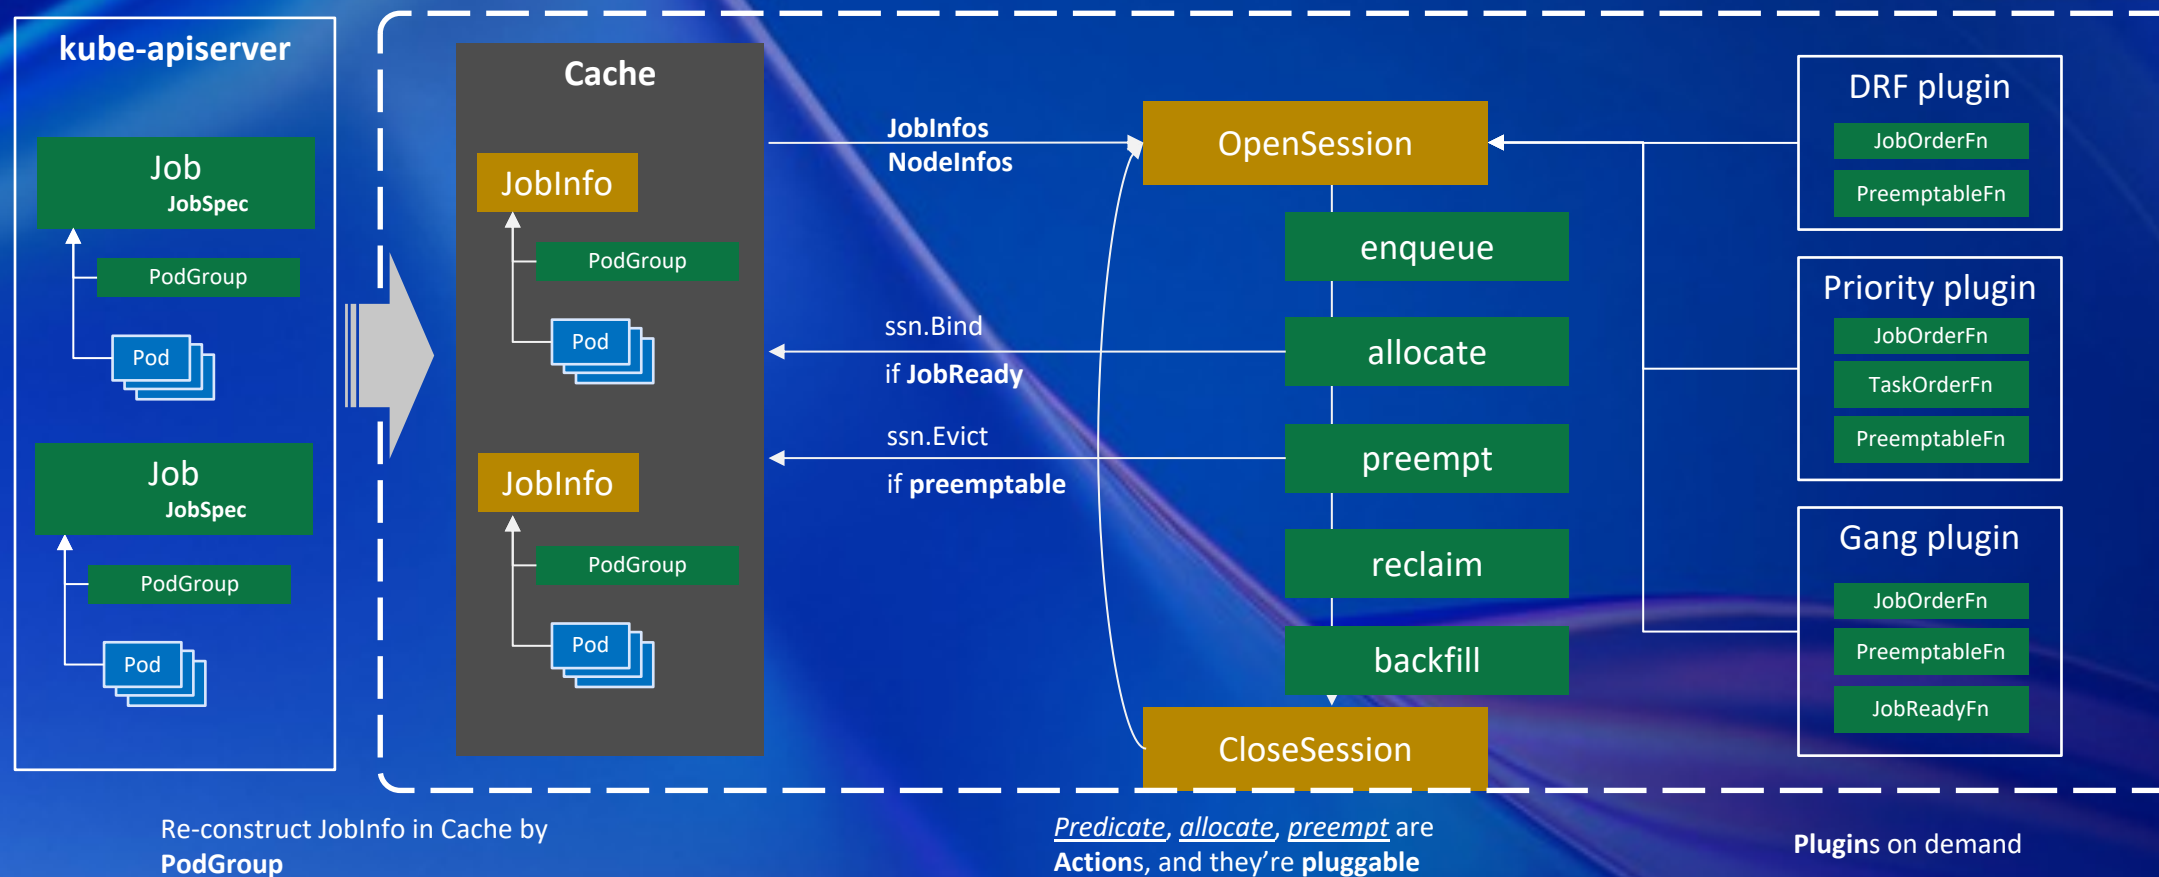 kube-apiserver
Job
JobSpec
PodGroup
Pod
Job
JobSpec
PodGroup
Pod
Cache
JobInfo
PodGroup
Pod
JobInfo
PodGroup
Pod
JobInfos
NodeInfos
ssn.Bind
if JobReady
ssn.Evict
if preemptable
OpenSession
enqueue
allocate
preempt
reclaim
backfill
CloseSession
DRF plugin
JobOrderFn
PreemptableFn
Priority plugin
JobOrderFn
TaskOrderFn
PreemptableFn
Gang plugin
JobOrderFn
PreemptableFn
JobReadyFn
Re-construct JobInfo in Cache by
PodGroup
Predicate, allocate, preempt are
Actions, and they’re pluggable
Plugins on demand